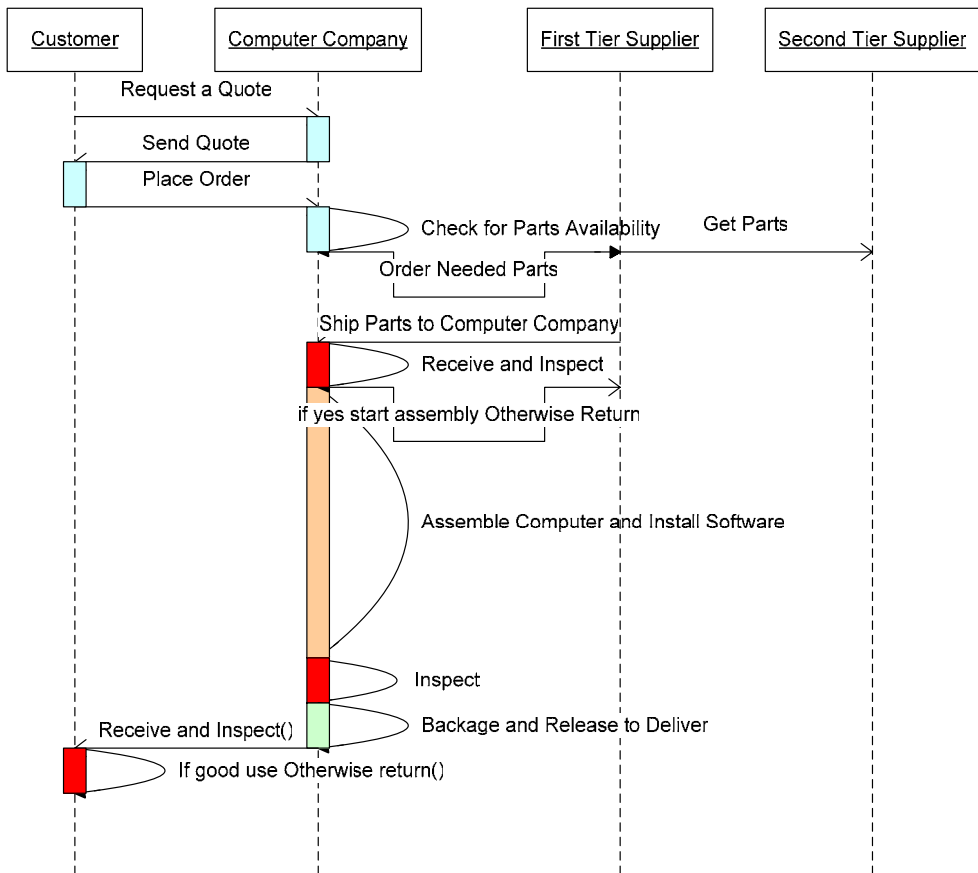 Customer
Computer Company
First Tier Supplier
Second Tier Supplier
Request a Quote
Send Quote
Place Order
Check for Parts Availability
Get Parts
Order Needed Parts
Ship Parts to Computer Company
Receive and Inspect
if yes start assembly Otherwise Return
Assemble Computer and Install Software
Inspect
Backage and Release to Deliver
Receive and Inspect()
If good use Otherwise return()